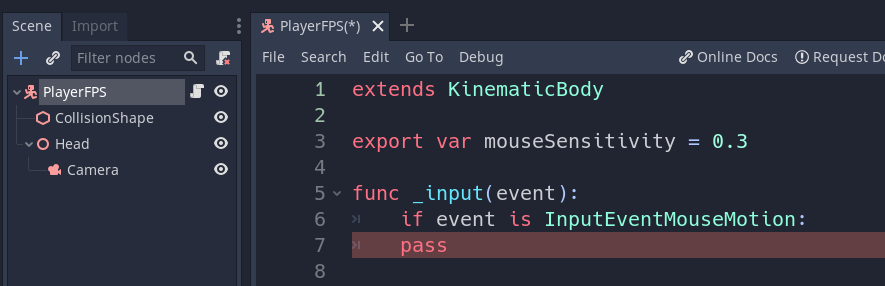 Scene Import
Filter nodes
PlayerFPS
CollisionShape
Head
Camera
PlayerFPS(*)
File Search Edit Go To Debug Online Docs Request Do
1 extends KinematicBody
2
3 export var mouseSensitivity = 0.3
4
5 func _input(event):
6 if event is InputEventMouseMotion:
7 pass
8